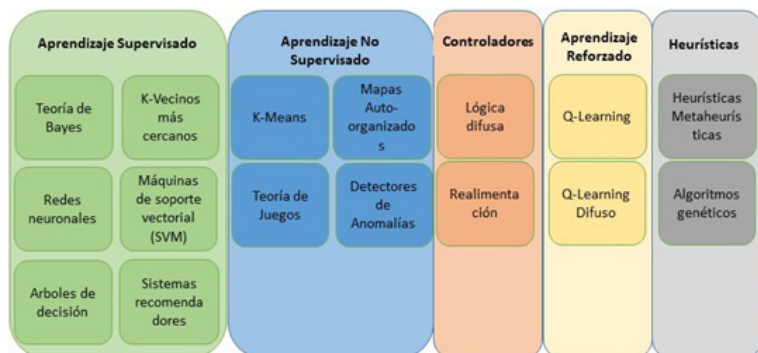 Aprendizaje Supervisado
Teoría de
Bayes
K-Vecinos
más
cercanos
Redes
neuronales
Máquinas
de soporte
vectorial
(SVM)
Arboles de
decisión
Sistemas
recomenda
dores
Aprendizaje No
Supervisado
K-Means
Mapas
Auto-
organizado
s
Teoría de
Juegos
Detectores
de
Anomalías
Controladores
Lógica
difusa
Realimenta
ción
Aprendizaje
Reforzado
Q-Learning
Q-Learning
Difuso
Heurísticas
Heurísticas
Metaheurís
ticas
Algoritmos
genéticos